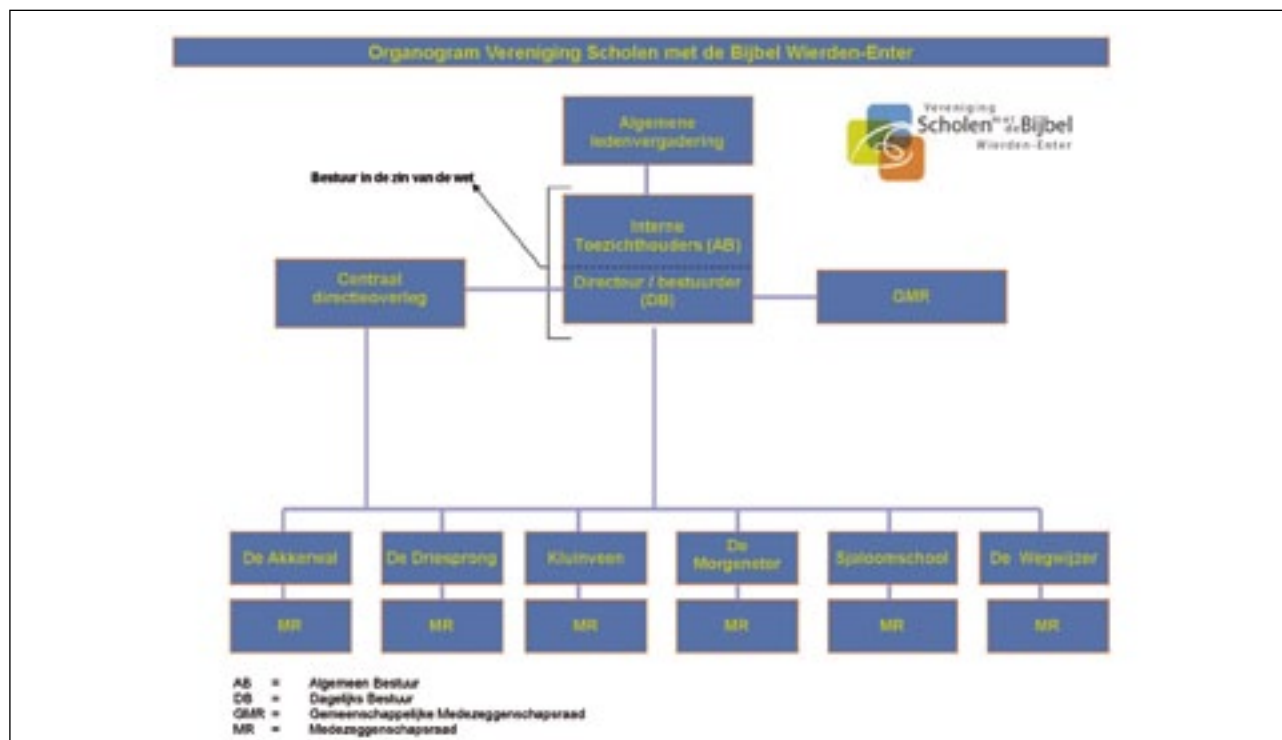 Organogram Vereniging Scholen met de Bijbel Wierden-Enter
Algemene
ledenvergadering
Vereniging
Scholen met de Bijbel
Wierden-Enter
Bestuur in de zin van de wet
Interne
Toezichthouders (AB)
Directeur / bestuurder
(DB)
Centraal
directieoverleg
GMR
De Akkerwal
De Driesprong
Kluinveen
De
Morgenster
Sjaloomschool
De Wegwijzer
MR
MR
MR
MR
MR
MR
AB = Algemeen Bestuur
DB = Dagelijks Bestuur
GMR = Gemeenschappelijke Medezeggenschapsraad
MR = Medezeggenschapsraad